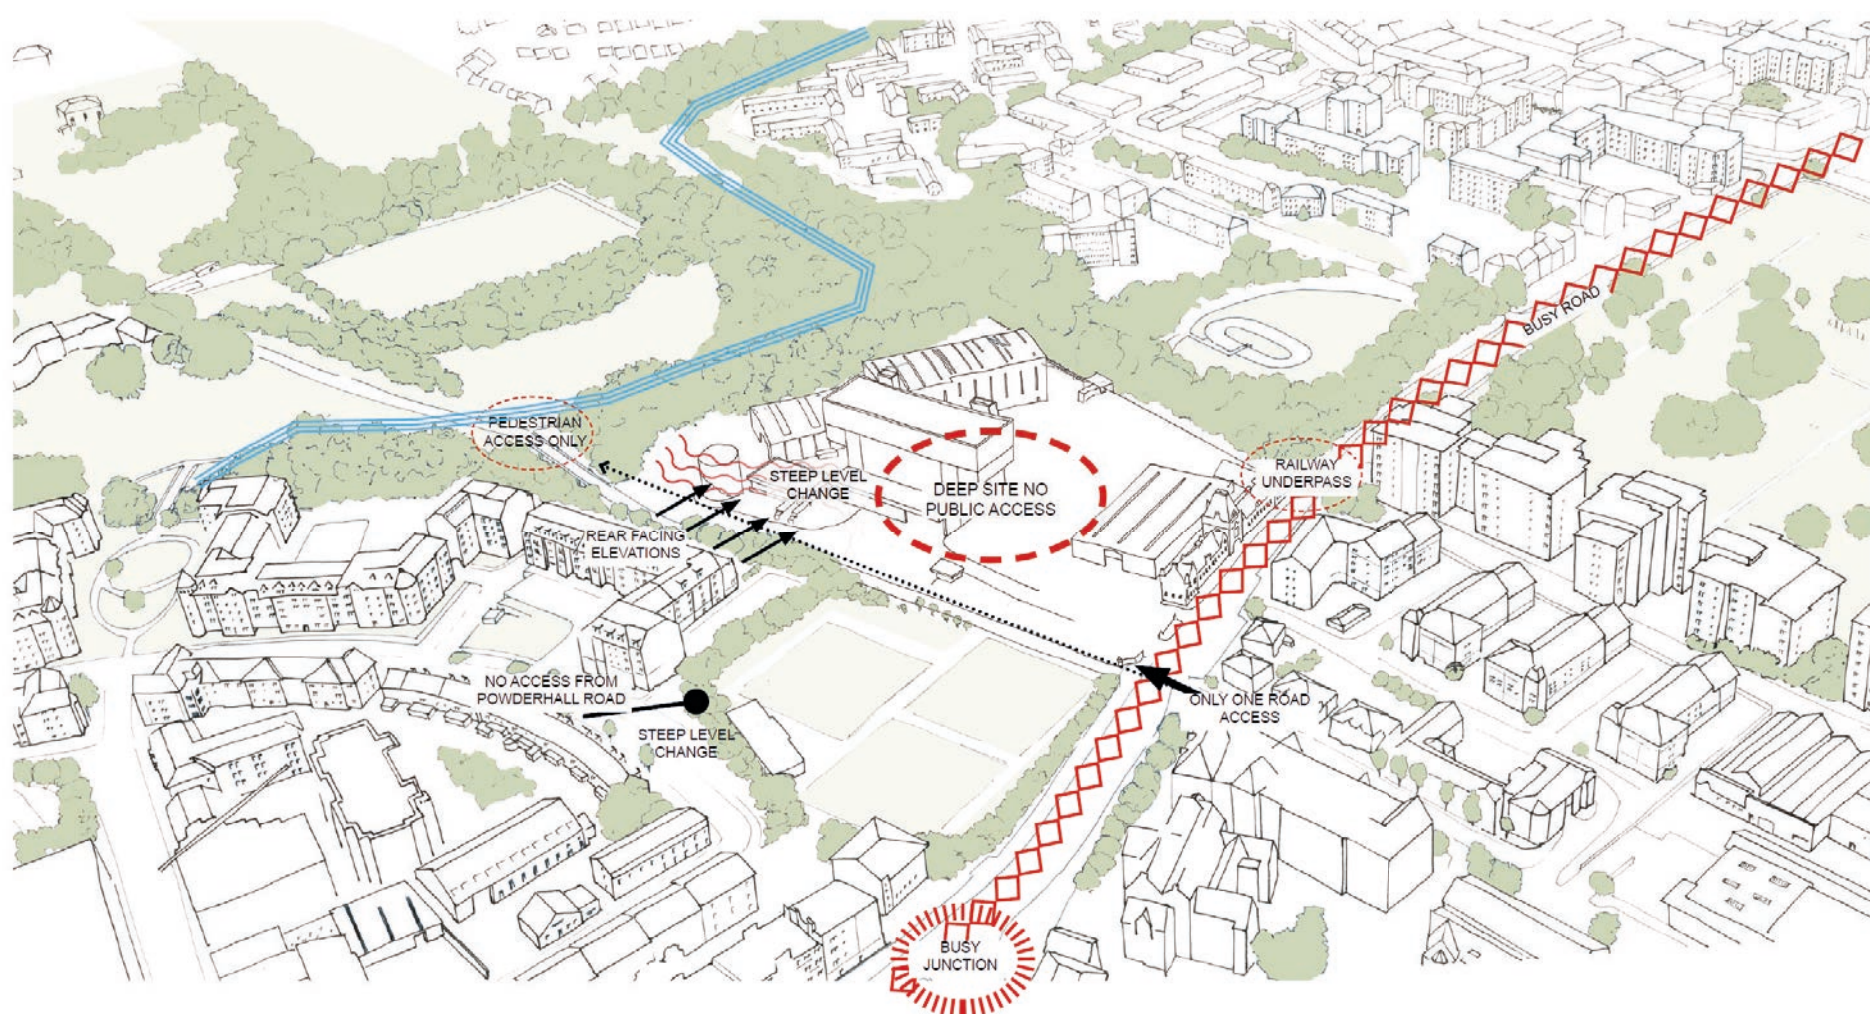 BUSY ROAD
PEDESTRIAN
ACCESS ONLY
STEEP LEVEL
CHANGE
DEEP SITE NO
PUBLIC ACCESS
RAILWAY
UNDERPASS
REAR FACING
ELEVATIONS
NO ACCESS FROM
POWDERHALL ROAD
STEEP LEVEL
CHANGE
ONLY ONE ROAD
ACCESS
BUSY
JUNCTION